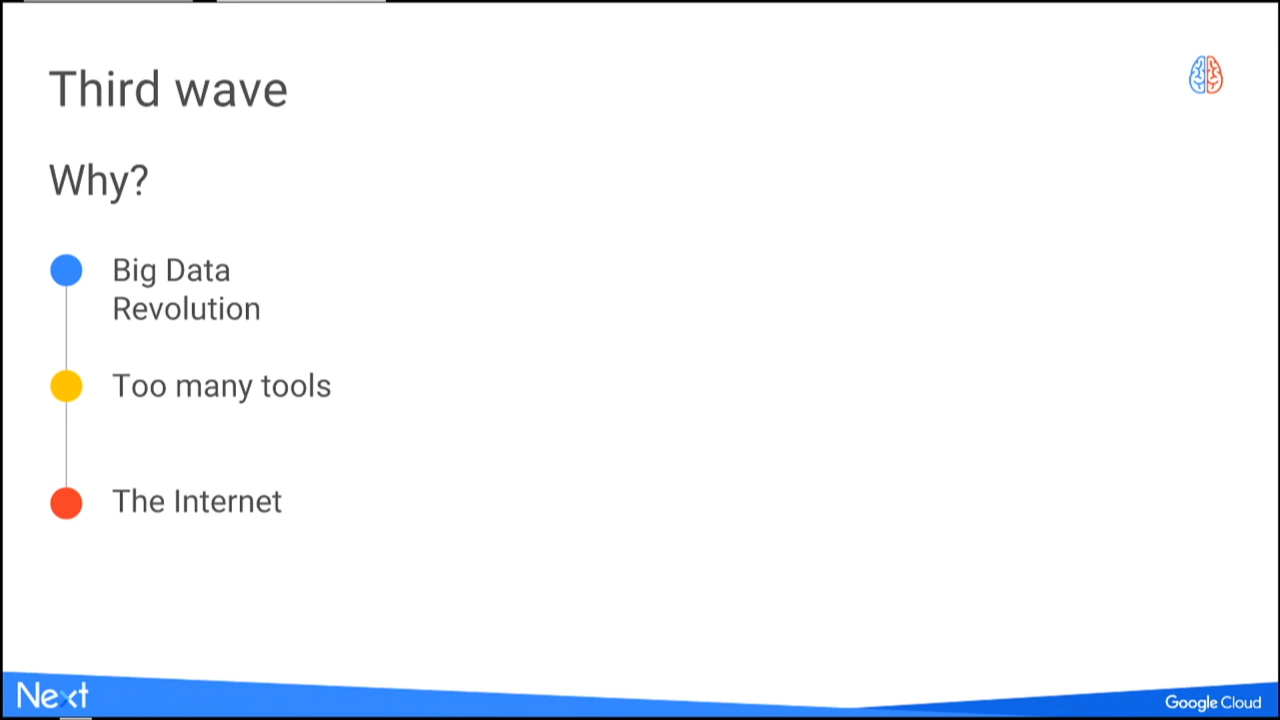 Third wave
Why?
Big Data
Revolution
Too many tools
The Internet
Next
Google Cloud